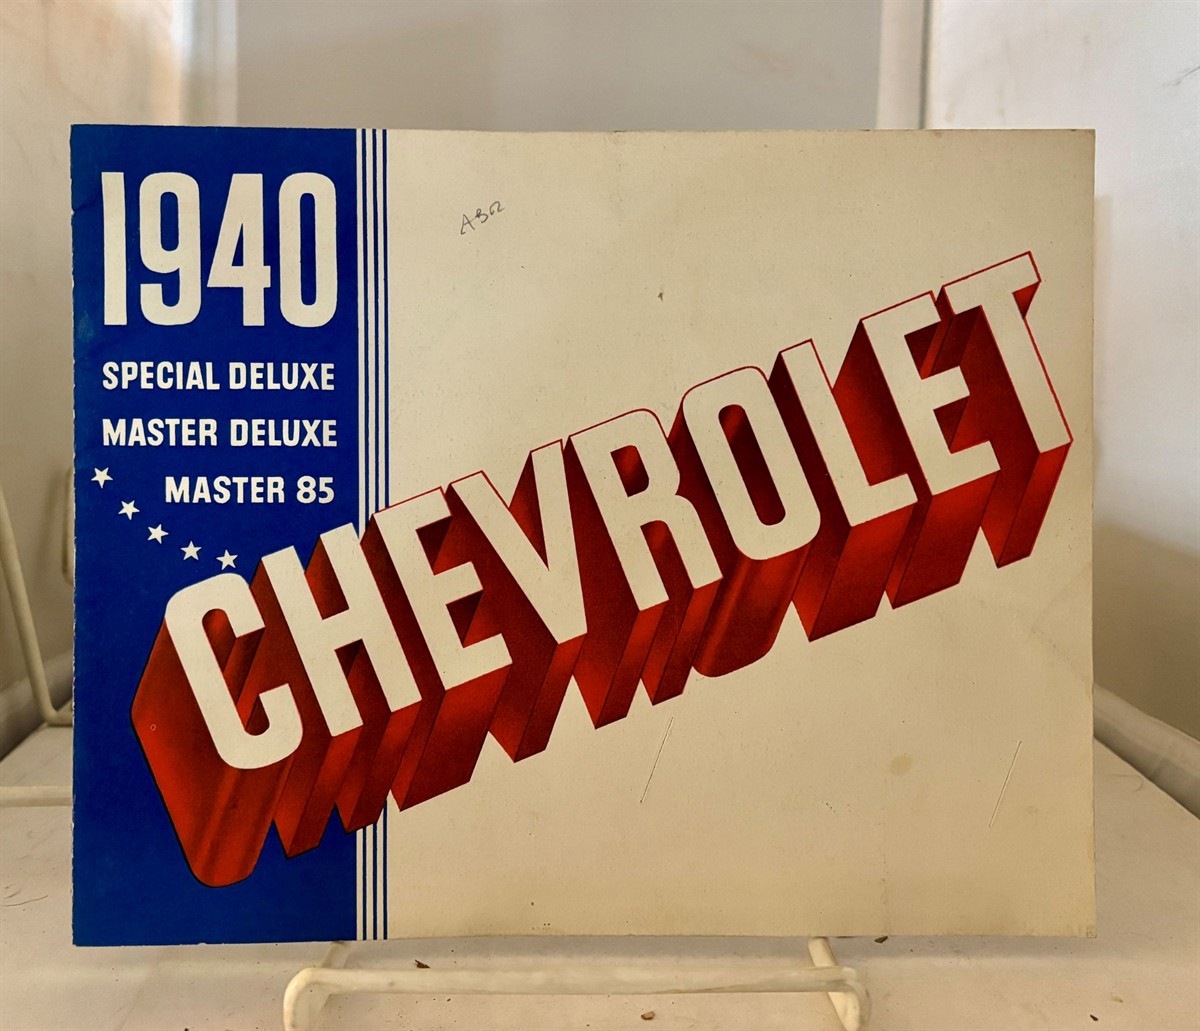 1940
SPECIAL DELUXE
MASTER DELUXE
MASTER 85
CHEVROLET